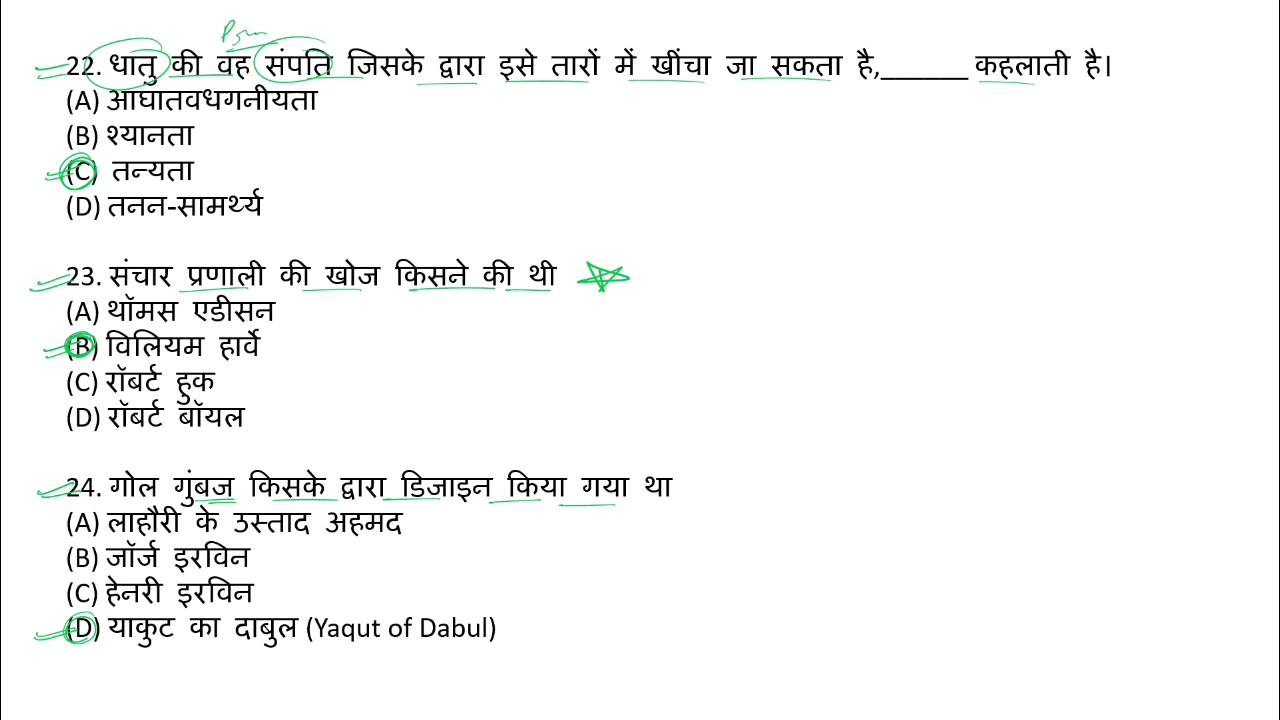 22. धातु की वह संपति जिसके द्वारा इसे तारों में खींचा जा सकता है,______ कहलाती है।
(A) आघातवधगनीयता
(B) श्यानता
(C) तन्यता
(D) तनन-सामर्थ्य
23. संचार प्रणाली की खोज किसने की थी
(A) थॉमस एडीसन
(B) विलियम हार्वे
(C) रॉबर्ट हुक
(D) रॉबर्ट बॉयल
24. गोल गुंबज किसके द्वारा डिजाइन किया गया था
(A) लाहौरी के उस्ताद अहमद
(B) जॉर्ज इरविन
(C) हेनरी इरविन
(D) याकुट का दाबुल (Yaqut of Dabul)